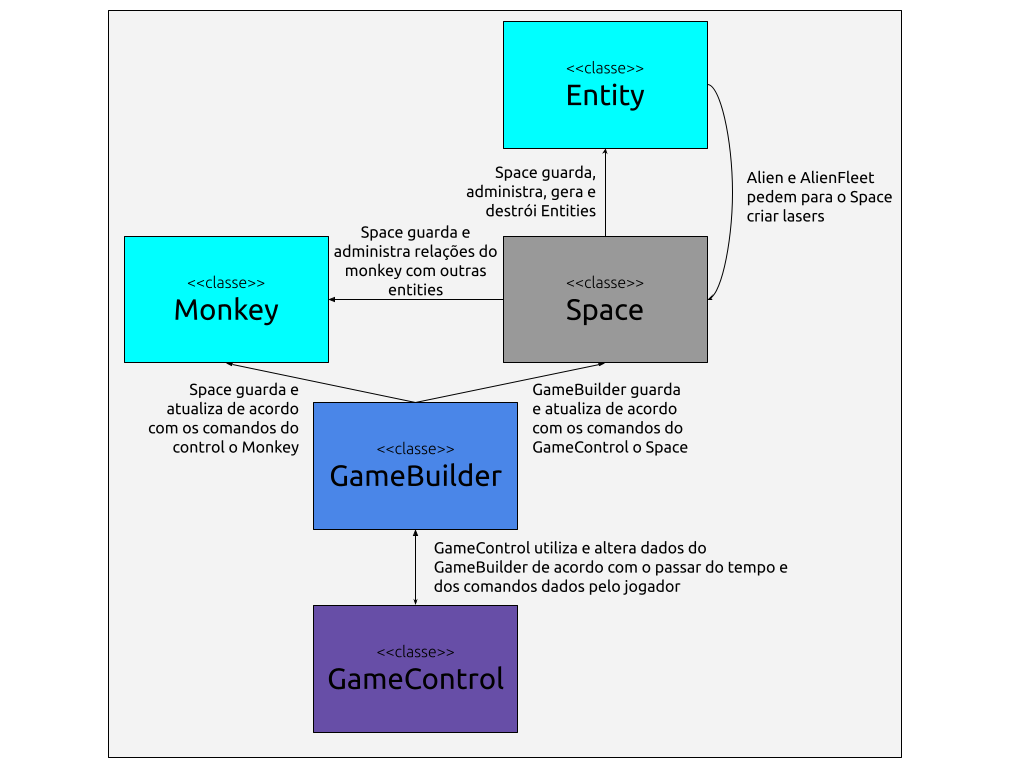 <<classe>>
Entity
Space guarda,
administra, gera e
destrói Entities
Alien e AlienFleet
pedem para o Space
criar lasers
Space guarda e
administra relações do
monkey com outras
entities
<<classe>>
Monkey
<<classe>>
Space
Space guarda e
atualiza de acordo
com os comandos do
control o Monkey
GameBuilder guarda
e atualiza de acordo
com os comandos do
GameControl o Space
<<classe>>
GameBuilder
GameControl utiliza e altera dados do
GameBuilder de acordo com o passar do tempo e
dos comandos dados pelo jogador
<<classe>>
GameControl